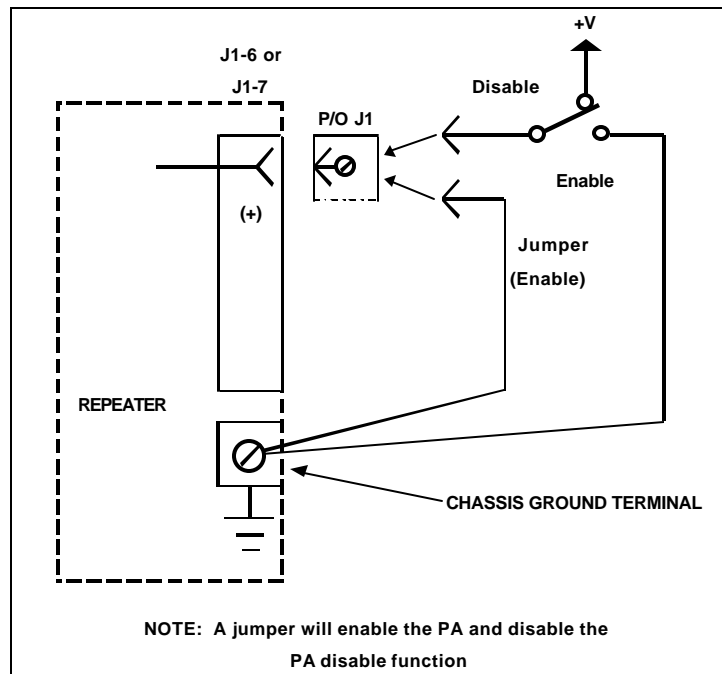 +V
J1-6 or
J1-7
Disable
P/O J1
Enable
(+)
Jumper
(Enable)
REPEATER
CHASSIS GROUND TERMINAL
NOTE: A jumper will enable the PA and disable the
PA disable function